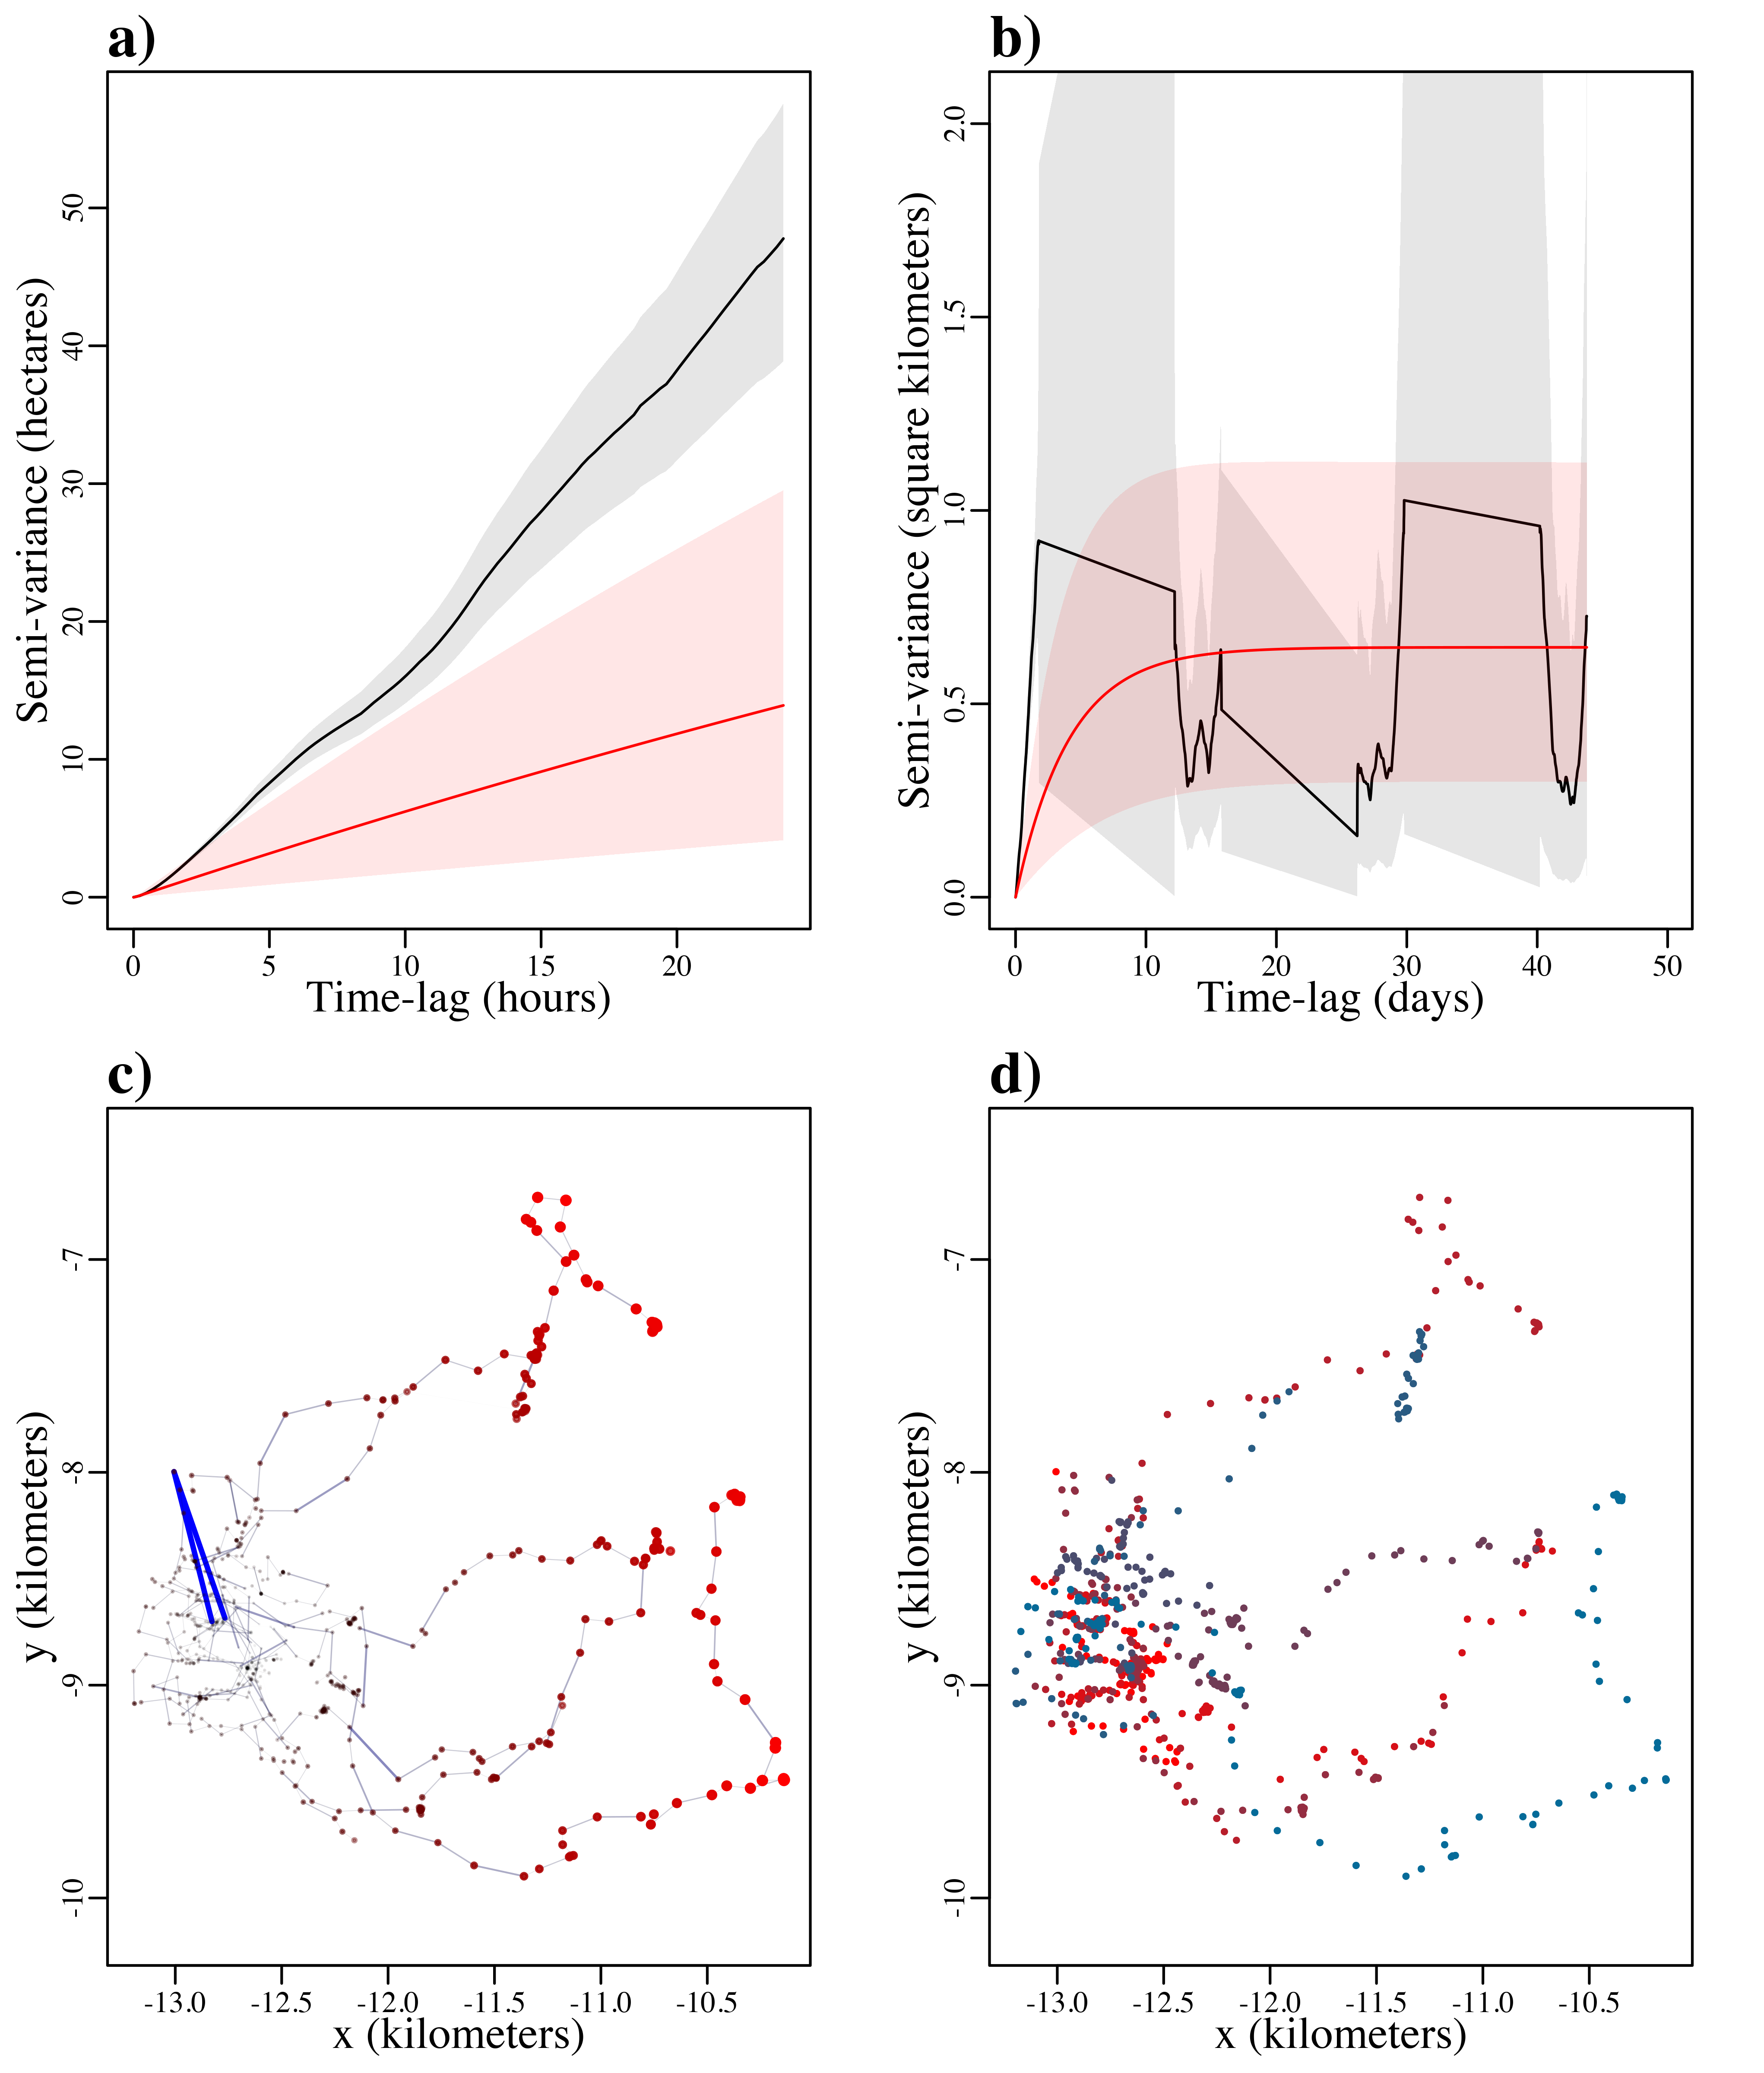 a)
Semi-variance (hectares)
0 10 20 30 40 50
0 5 10 15 20
Time-lag (hours)
b)
Semi-variance (square kilometers)
0.0 0.5 1.0 1.5 2.0
0 10 20 30 40 50
Time-lag (days)
c)
y (kilometers)
-10 -9 -8 -7
-13.0 -12.5 -12.0 -11.5 -11.0 -10.5
x (kilometers)
d)
y (kilometers)
-10 -9 -8 -7
-13.0 -12.5 -12.0 -11.5 -11.0 -10.5
x (kilometers)